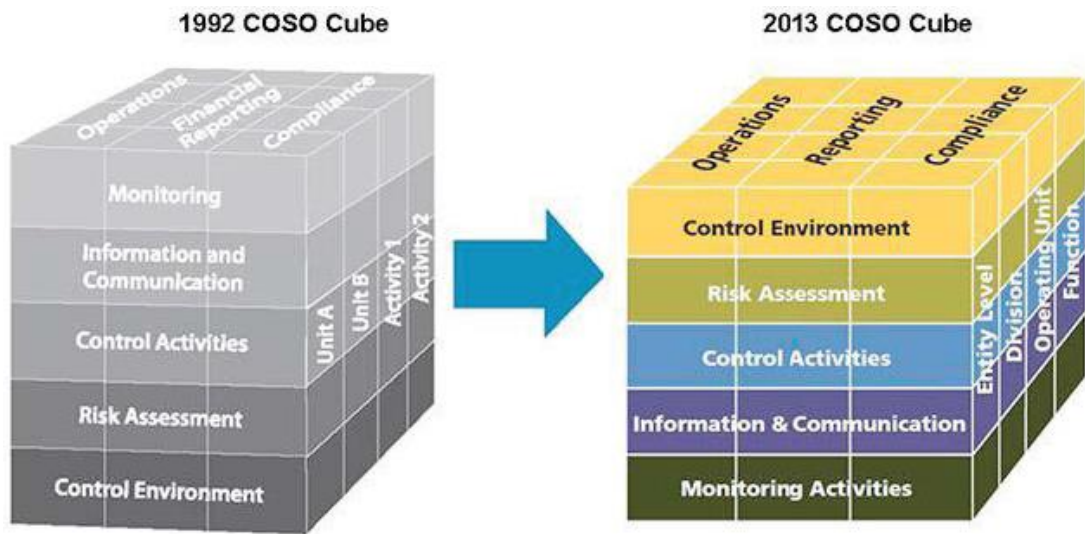 1992 COSO Cube
Operations
Financial
Reporting
Compliance
Monitoring
Information and
Communication
Control Activities
Risk Assessment
Control Environment
Unit A
Unit B
Activity 1
Activity 2
2013 COSO Cube
Operations
Reporting
Compliance
Control Environment
Risk Assessment
Control Activities
Information & Communication
Monitoring Activities
Entity Level
Division
Operating Unit
Function